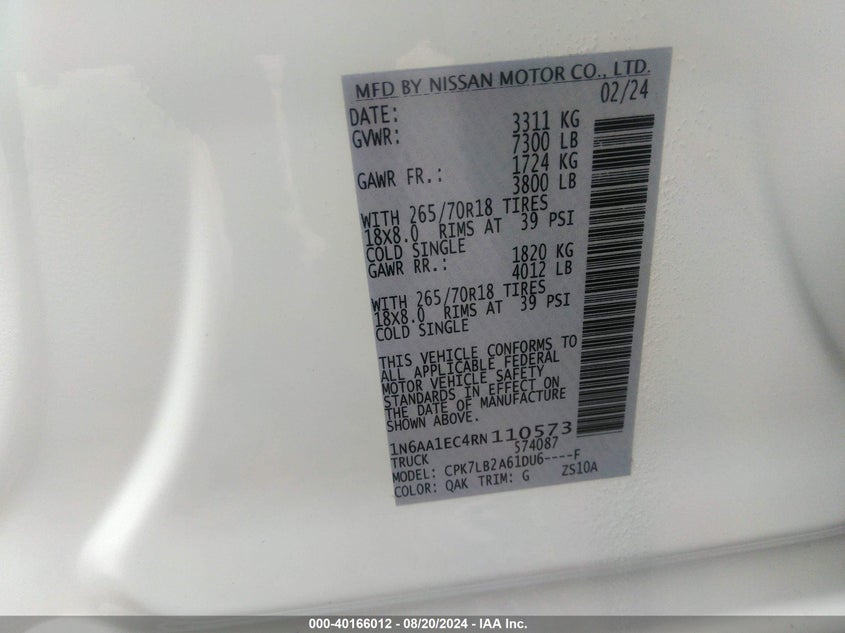 MFD BY NISSAN MOTOR CO., LTD.
DATE: 02/24
GVWR: 3311 KG
7300 LB
GAWR FR.: 1724 KG
3800 LB
WITH 265/70R18 TIRES
18X8.0 RIMS AT 39 PSI
COLD SINGLE
GAWR RR.: 1820 KG
4012 LB
WITH 265/70R18 TIRES
18X8.0 RIMS AT 39 PSI
COLD SINGLE
THIS VEHICLE CONFORMS TO
ALL APPLICABLE FEDERAL
MOTOR VEHICLE SAFETY
STANDARDS IN EFFECT ON
THE DATE OF MANUFACTURE
SHOWN ABOVE.
1N6AA1EC4RN110573
TRUCK S74087
MODEL: CPK7LB2A61DU6----F
COLOR: QAK TRIM: G ZS10A
000-40166012 - 08/20/2024 - IAA Inc.